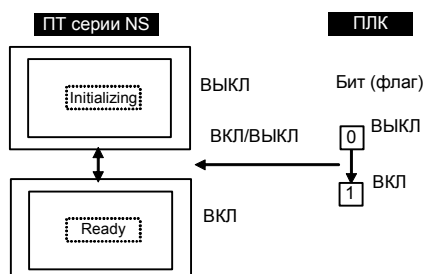 ПТ серии NS
ПЛК
Initializing
ВЫКЛ
Бит (флаг)
ВКЛ/ВЫКЛ
0
ВЫКЛ
1
ВКЛ
Ready
ВКЛ